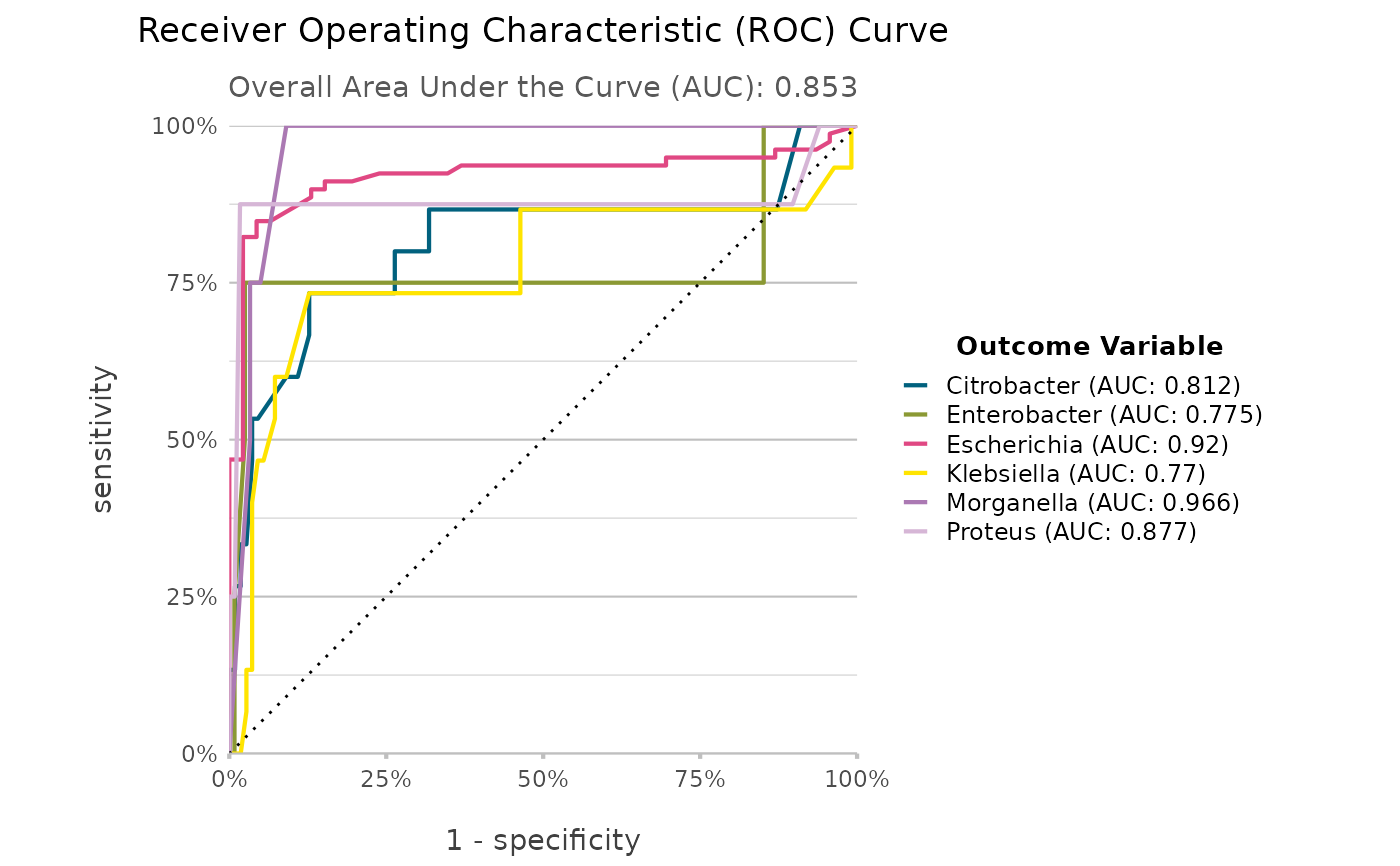 Receiver Operating Characteristic (ROC) Curve
Overall Area Under the Curve (AUC): 0.853
100%
75%
50%
25%
0%
sensitivity
0%
25%
50%
75%
100%
1 - specificity
Outcome Variable
Citrobacter (AUC: 0.812)
Enterobacter (AUC: 0.775)
Escherichia (AUC: 0.92)
Klebsiella (AUC: 0.77)
Morganella (AUC: 0.966)
Proteus (AUC: 0.877)